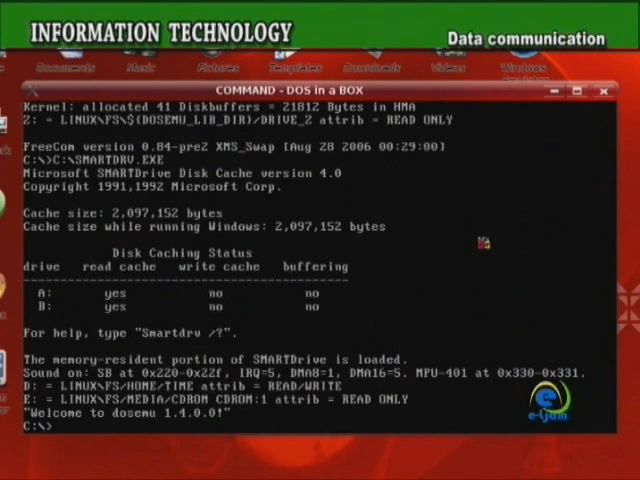 INFORMATION TECHNOLOGY
Data communication
Documents Music Pictures Templates Downloads Videos Windows
COMMAND - DOS in a BOX
Kernel: allocated 41 Diskbuffers = 21812 Bytes in HMA
Z: = LINUX\FS\${DOSEMU_LIB_DIR}/DRIVE_Z attrib = READ ONLY
FreeCom version 0.84-pre2 XMS_Swap [Aug 28 2006 00:29:00]
C:\>C:\SMARTDRV.EXE
Microsoft SMARTDrive Disk Cache version 4.0
Copyright 1991,1992 Microsoft Corp.
Cache size: 2,097,152 bytes
Cache size while running Windows: 2,097,152 bytes
Disk Caching Status
drive read cache write cache buffering
-------------------------------------------------
A: yes no no
B: yes no no
For help, type "Smartdrv /?".
The memory-resident portion of SMARTDrive is loaded.
Sound on: SB at 0x220-0x22f, IRQ=5, DMA8=1, DMA16=5. MPU-401 at 0x330-0x331.
D: = LINUX\FS/HOME/TIME attrib = READ/WRITE
E: = LINUX\FS/MEDIA/CDROM CDROM:1 attrib = READ ONLY
"Welcome to dosemu 1.4.0.0!"
C:\>